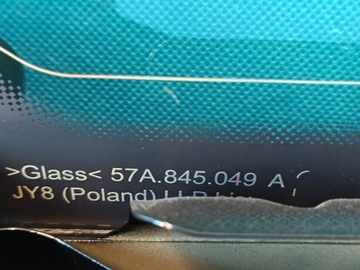 >Glass< 57A.845.049 A
JY8 (Poland)